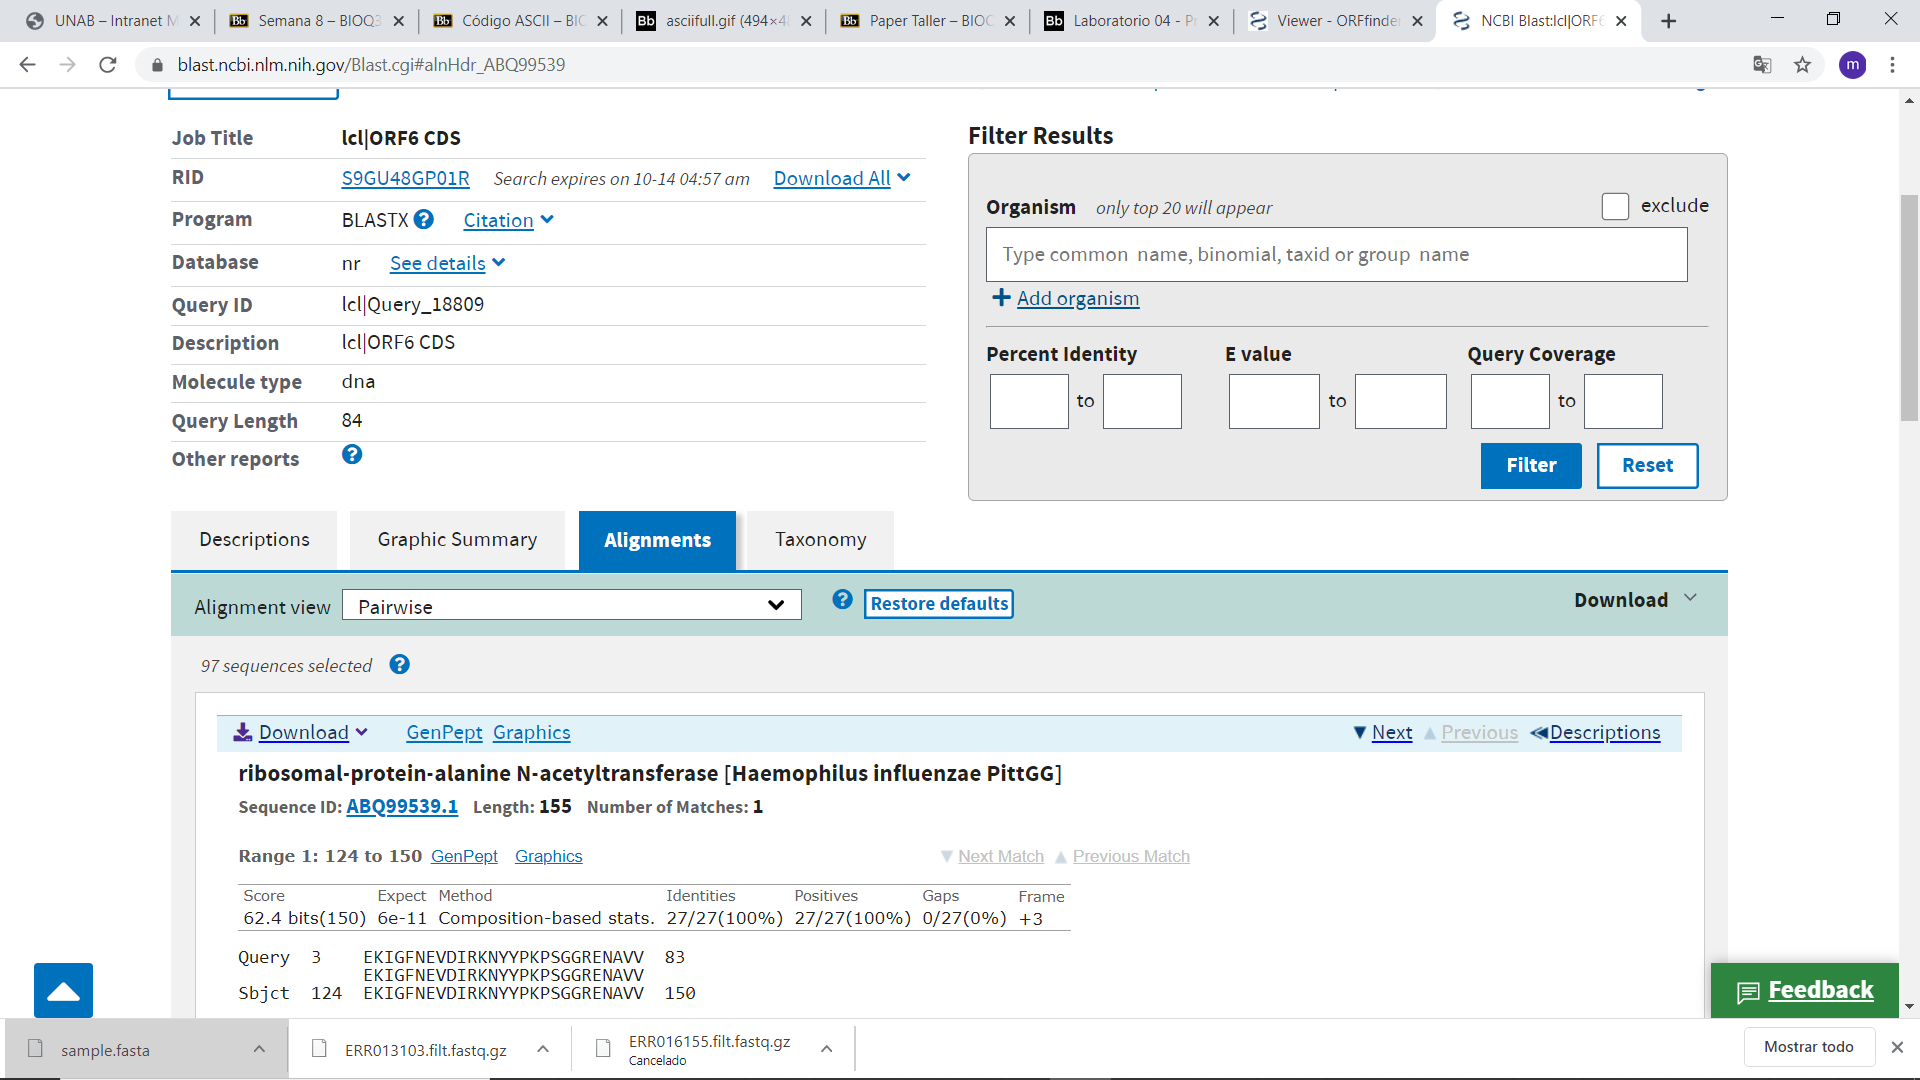 UNAB – Intranet M
Semana 8 – BIOQ3
Código ASCII – BIO
asciifull.gif (494×4
Paper Taller – BIOQ
Laboratorio 04 - Pr
Viewer - ORFfinder
NCBI Blast:lcl|ORF6
blast.ncbi.nlm.nih.gov/Blast.cgi#alnHdr_ABQ99539
m
Job Title lcl|ORF6 CDS
RID S9GU48GP01R Search expires on 10-14 04:57 am Download All
Program BLASTX Citation
Database nr See details
Query ID lcl|Query_18809
Description lcl|ORF6 CDS
Molecule type dna
Query Length 84
Other reports
Filter Results
Organism only top 20 will appear exclude
Type common name, binomial, taxid or group name
Add organism
Percent Identity E value Query Coverage
to to to
Filter Reset
Descriptions Graphic Summary Alignments Taxonomy
Alignment view Pairwise Restore defaults Download
97 sequences selected
Download GenPept Graphics Next Previous Descriptions
ribosomal-protein-alanine N-acetyltransferase [Haemophilus influenzae PittGG]
Sequence ID: ABQ99539.1 Length: 155 Number of Matches: 1
Range 1: 124 to 150 GenPept Graphics Next Match Previous Match
Score Expect Method Identities Positives Gaps Frame
62.4 bits(150) 6e-11 Composition-based stats. 27/27(100%) 27/27(100%) 0/27(0%) +3
Query 3 EKIGFNEVDIRKNYYPKPSGGRENAVV 83
EKIGFNEVDIRKNYYPKPSGGRENAVV
Sbjct 124 EKIGFNEVDIRKNYYPKPSGGRENAVV 150
Feedback
sample.fasta
ERR013103.filt.fastq.gz
ERR016155.filt.fastq.gz
Cancelado
Mostrar todo